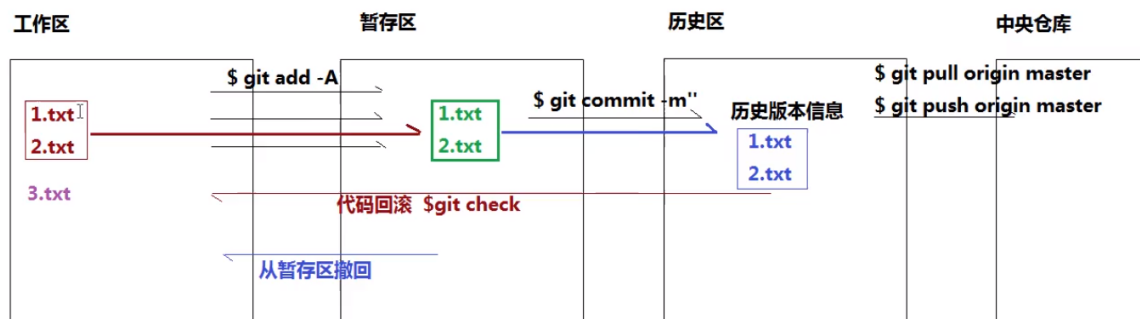 工作区
暂存区
历史区
中央仓库
$ git add -A
$ git pull origin master
$ git commit -m"
$ git push origin master
1.txt
2.txt
1.txt
2.txt
历史版本信息
1.txt
2.txt
3.txt
代码回滚 $git check
从暂存区撤回